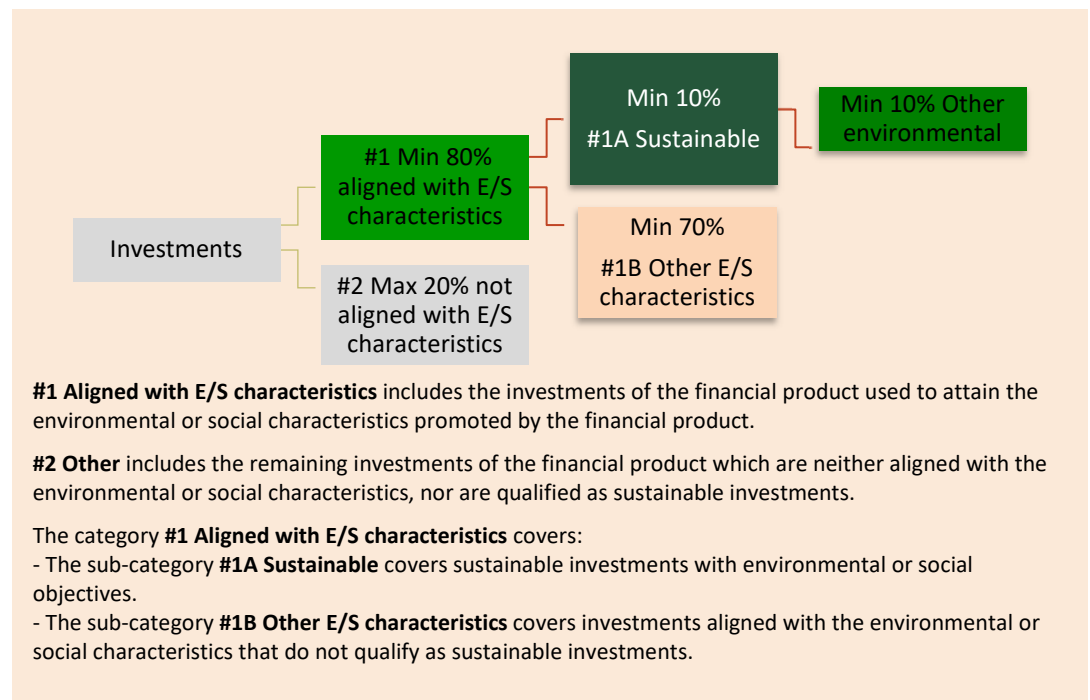 Investments
#1 Min 80%
aligned with E/S
characteristics
#2 Max 20% not
aligned with E/S
characteristics
Min 10%
#1A Sustainable
Min 70%
#1B Other E/S
characteristics
Min 10% Other
environmental
#1 Aligned with E/S characteristics includes the investments of the financial product used to attain the
environmental or social characteristics promoted by the financial product.
#2 Other includes the remaining investments of the financial product which are neither aligned with the
environmental or social characteristics, nor are qualified as sustainable investments.
The category #1 Aligned with E/S characteristics covers:
- The sub-category #1A Sustainable covers sustainable investments with environmental or social
objectives.
- The sub-category #1B Other E/S characteristics covers investments aligned with the environmental or
social characteristics that do not qualify as sustainable investments.